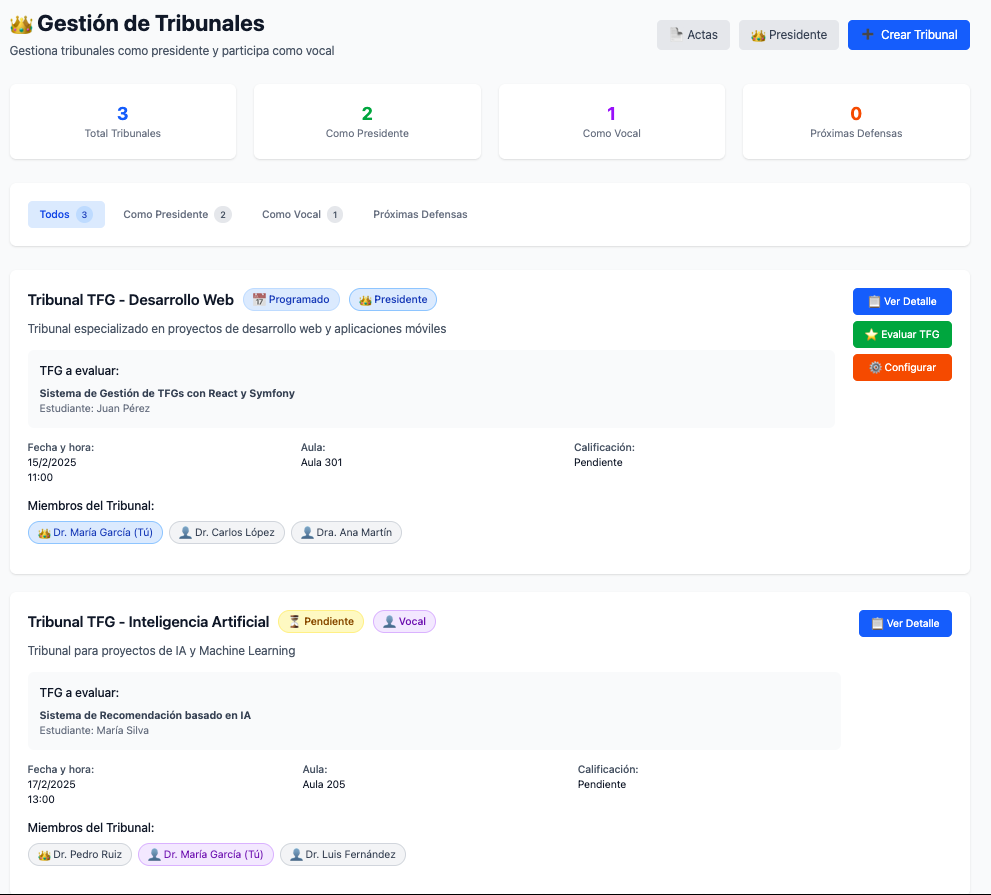 Gestión de Tribunales
Gestiona tribunales como presidente y participa como vocal
Actas
Presidente
Crear Tribunal
3
Total Tribunales
2
Como Presidente
1
Como Vocal
0
Próximas Defensas
Todos 3
Como Presidente 2
Como Vocal 1
Próximas Defensas
Tribunal TFG - Desarrollo Web
Programado
Presidente
Ver Detalle
Tribunal especializado en proyectos de desarrollo web y aplicaciones móviles
Evaluar TFG
Configurar
TFG a evaluar:
Sistema de Gestión de TFGs con React y Symfony
Estudiante: Juan Pérez
Fecha y hora:
15/2/2025
11:00
Aula:
Aula 301
Calificación:
Pendiente
Miembros del Tribunal:
Dr. María García (Tú)
Dr. Carlos López
Dra. Ana Martín
Tribunal TFG - Inteligencia Artificial
Pendiente
Vocal
Ver Detalle
Tribunal para proyectos de IA y Machine Learning
TFG a evaluar:
Sistema de Recomendación basado en IA
Estudiante: María Silva
Fecha y hora:
17/2/2025
13:00
Aula:
Aula 205
Calificación:
Pendiente
Miembros del Tribunal:
Dr. Pedro Ruiz
Dr. María García (Tú)
Dr. Luis Fernández